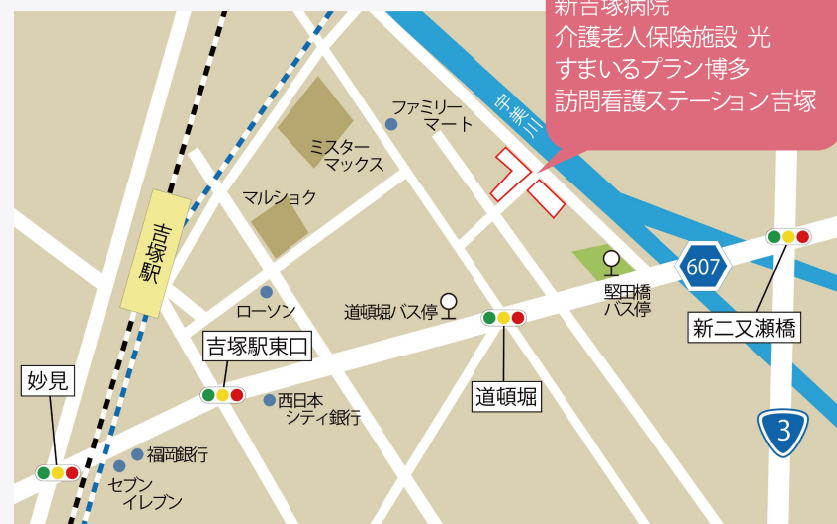 新吉塚病院
介護老人保険施設 光
すまいるプラン博多
訪問看護ステーション吉塚
宇美川
ファミリー
マート
ミスター
マックス
マルショク
吉塚駅
607
堅田橋
バス停
ローソン
道頓堀バス停
新二又瀬橋
吉塚駅東口
妙見
道頓堀
西日本
シティ銀行
3
福岡銀行
セブン
イレブン